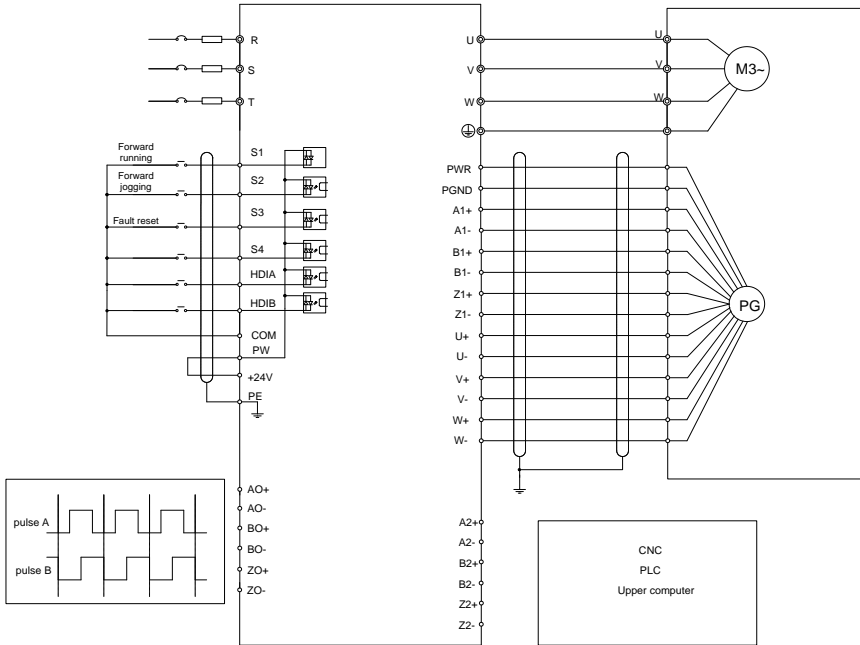 R
S
T
U
V
W
U
V
W
M3~
Forward
running
S1
Forward
jogging
S2
Fault reset
S3
S4
HDIA
HDIB
COM
PW
+24V
PE
PWR
PGND
A1+
A1-
B1+
B1-
Z1+
Z1-
U+
U-
V+
V-
W+
W-
PG
pulse A
pulse B
AO+
AO-
BO+
BO-
ZO+
ZO-
A2+
A2-
B2+
B2-
Z2+
Z2-
CNC
PLC
Upper computer